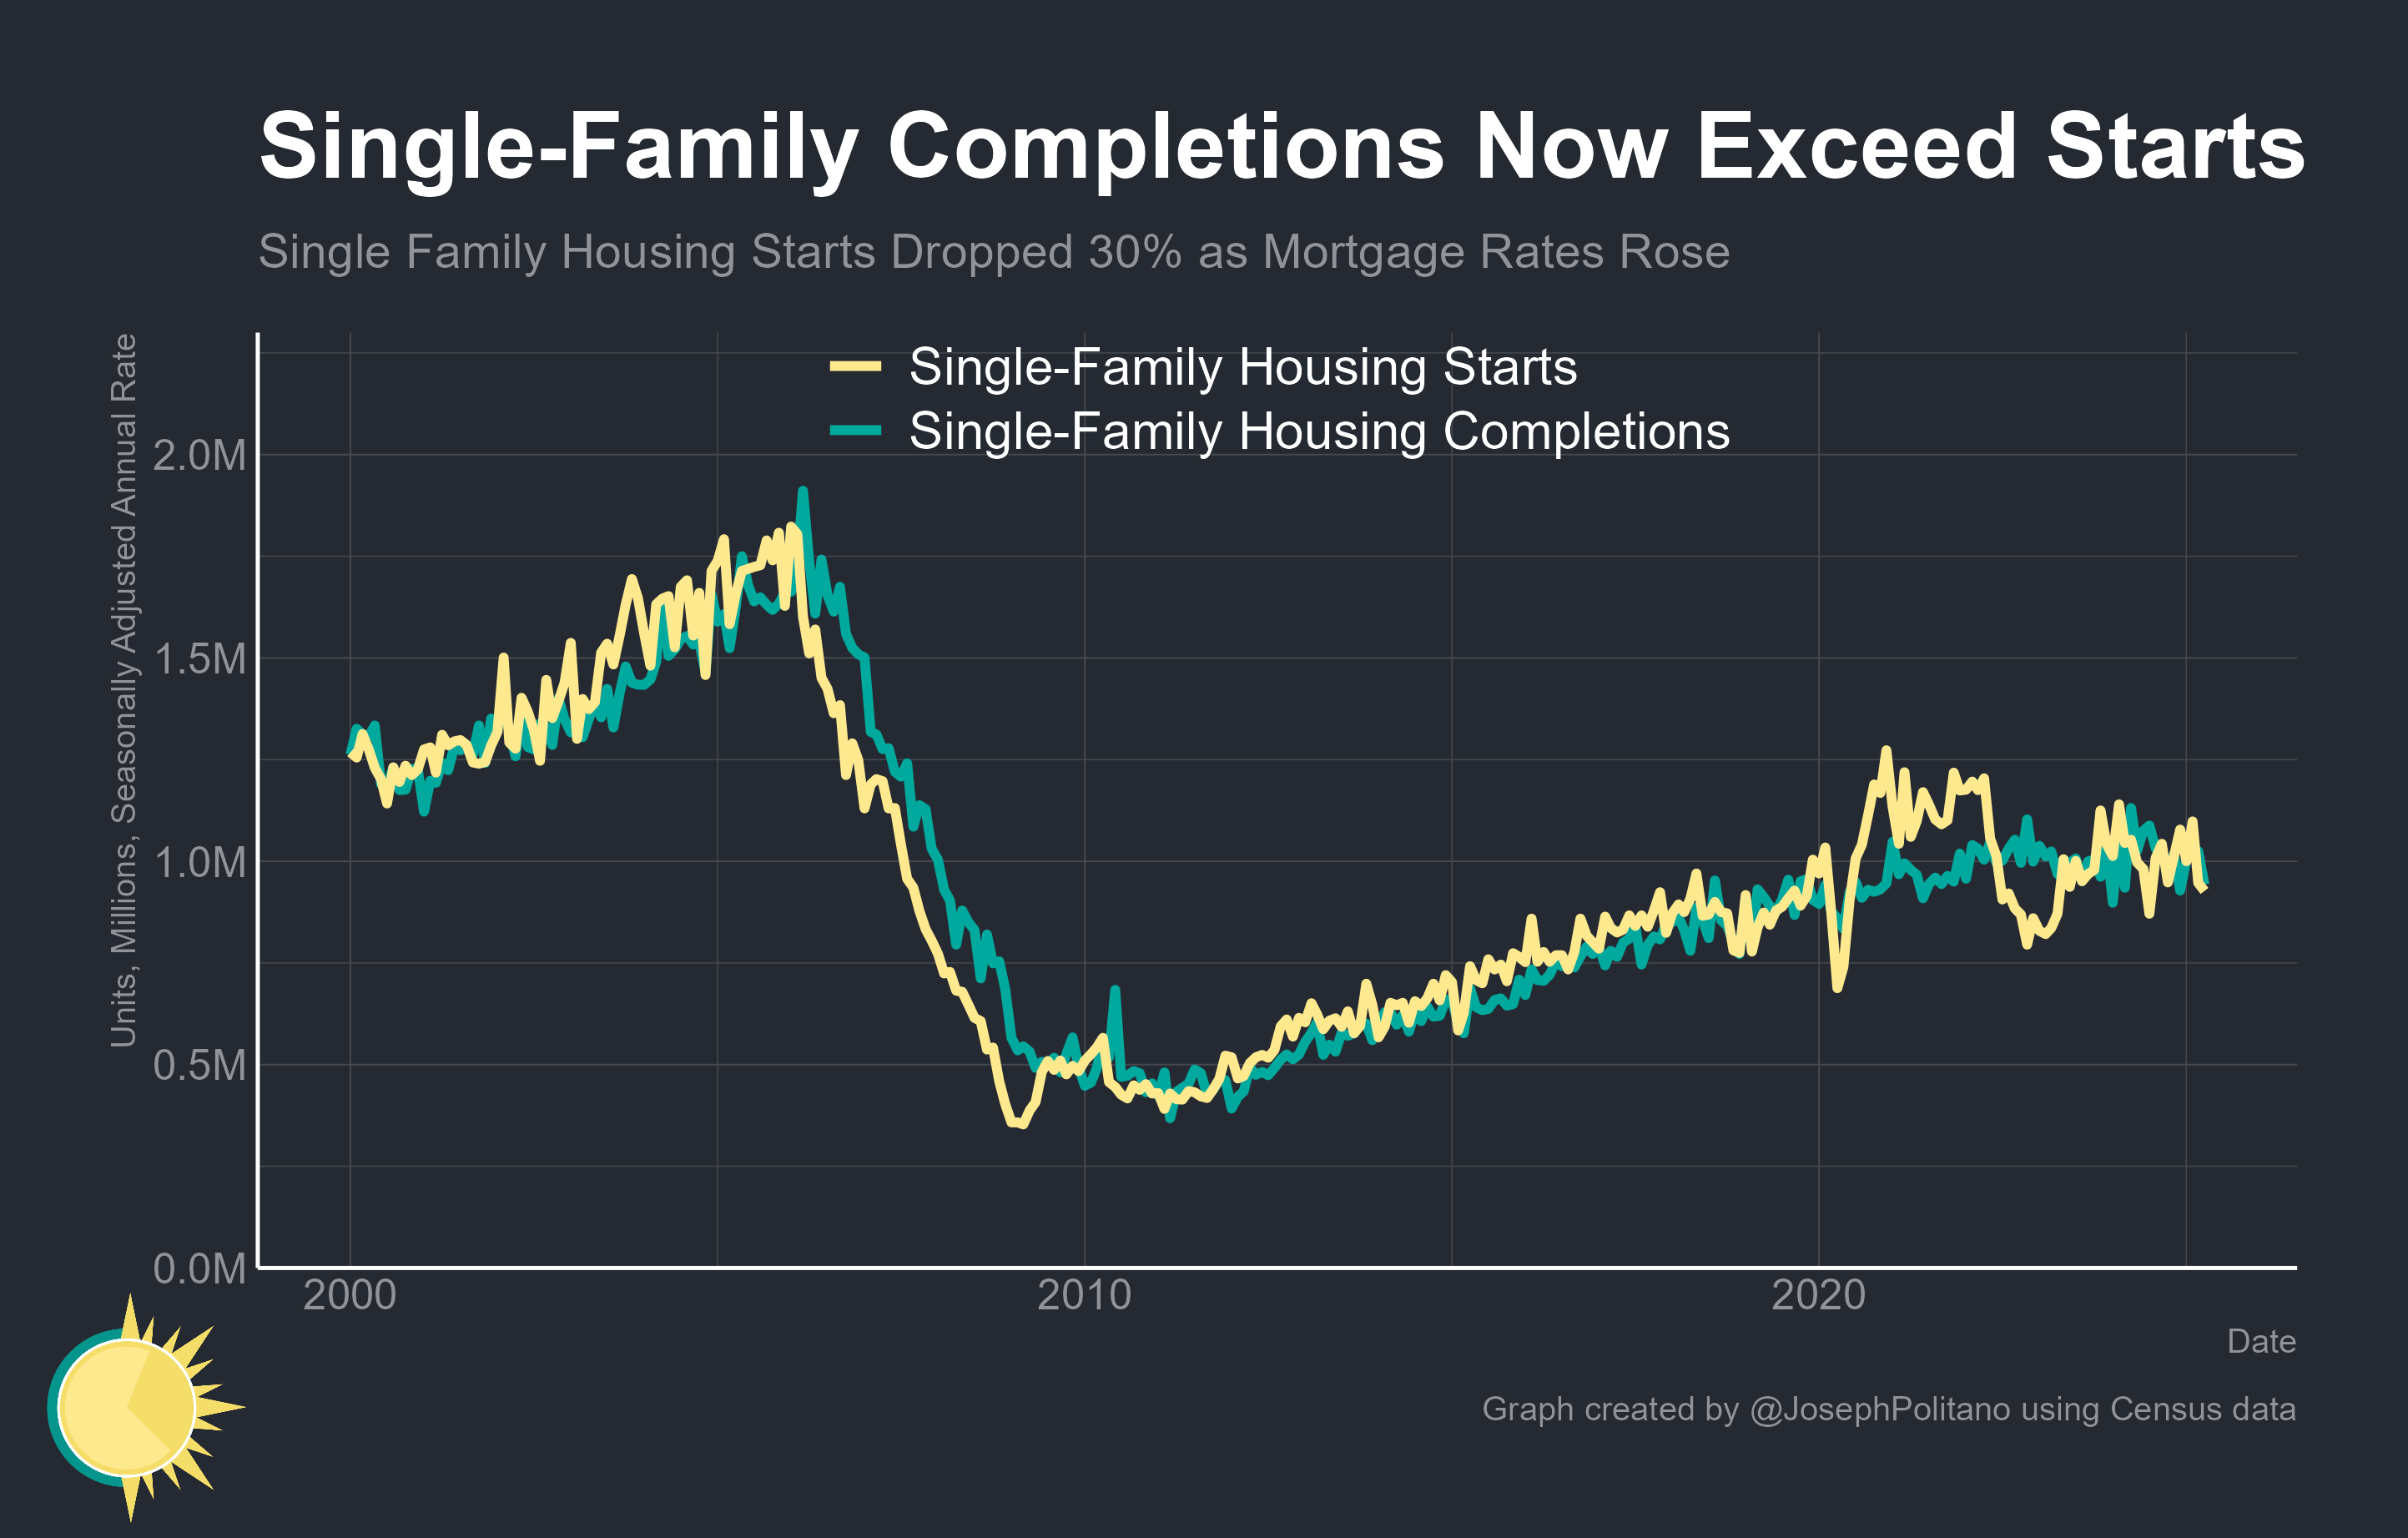 Single-Family Completions Now Exceed Starts
Single Family Housing Starts Dropped 30% as Mortgage Rates Rose
Units, Millions, Seasonally Adjusted Annual Rate
Single-Family Housing Starts
Single-Family Housing Completions
2.0M
1.5M
1.0M
0.5M
0.0M
2000
2010
2020
Date
Graph created by @JosephPolitano using Census data